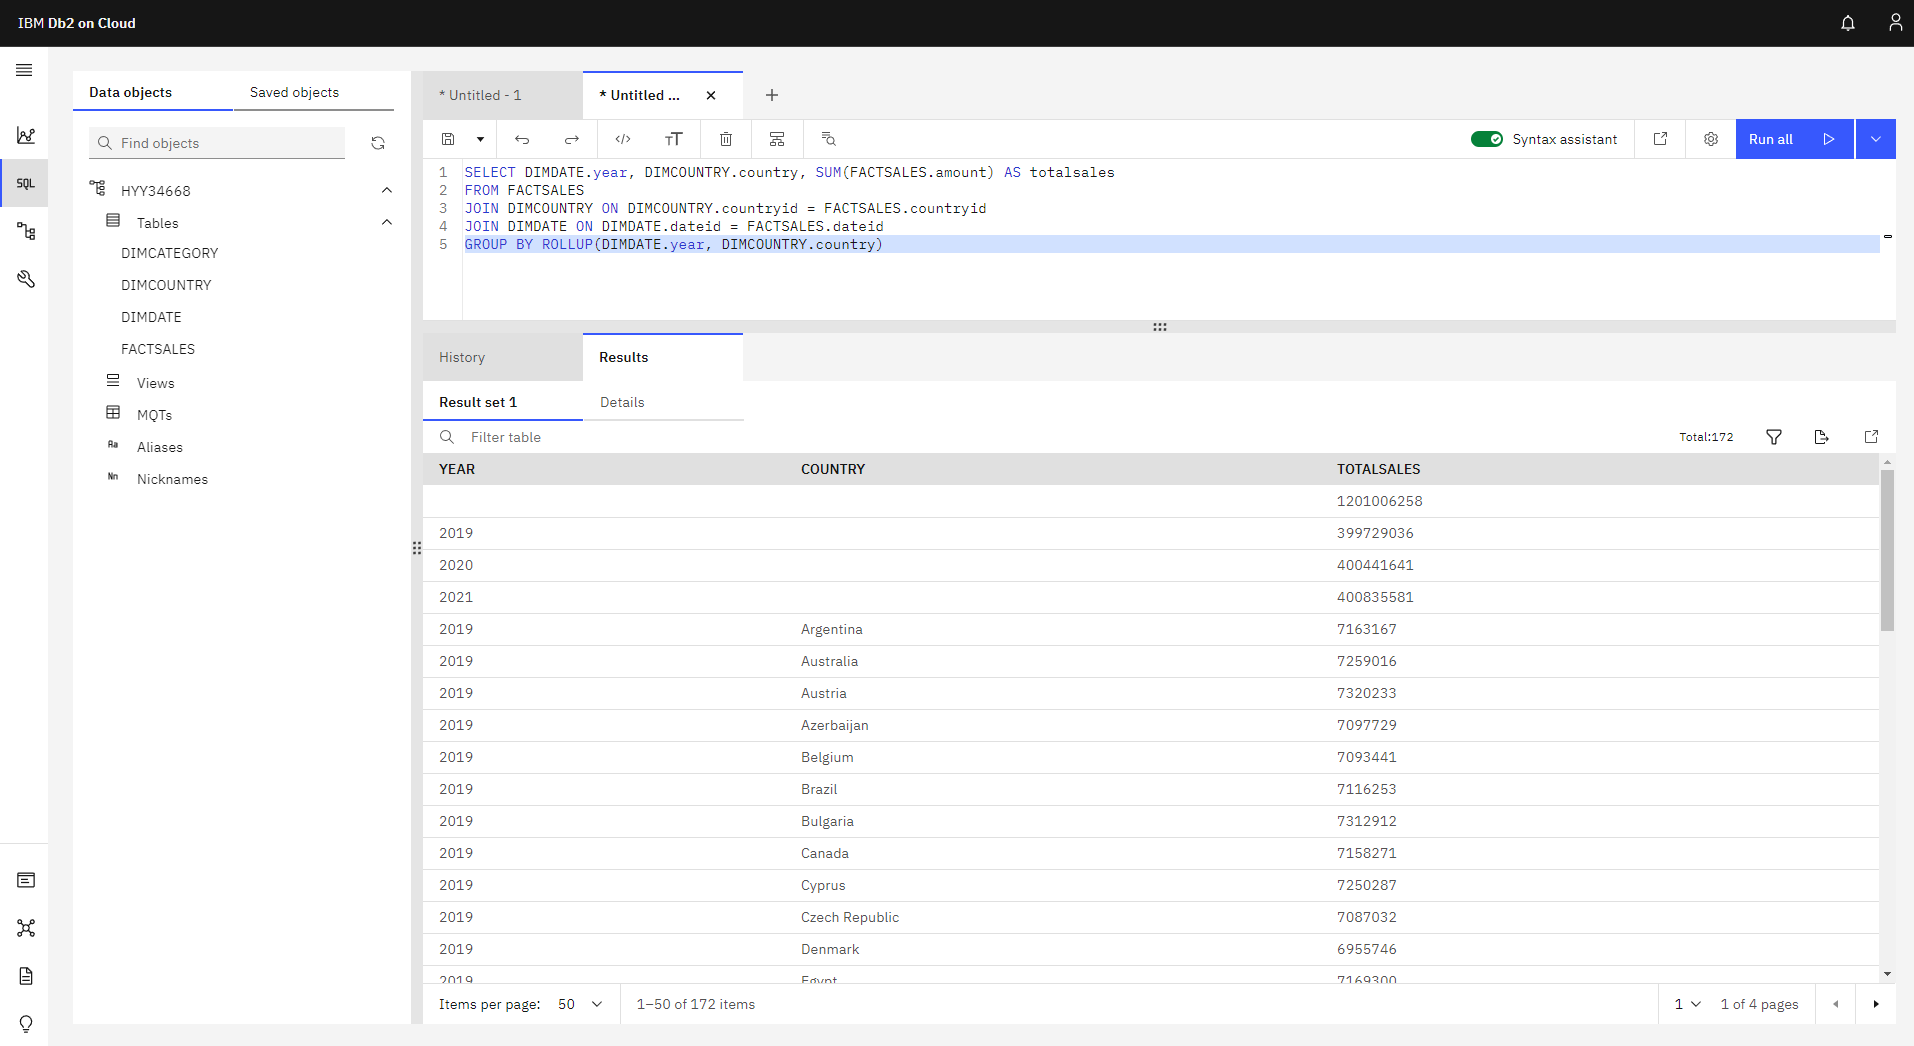 IBM Db2 on Cloud
Data objects
Saved objects
Find objects
SQL
HYY34668
Tables
DIMCATEGORY
DIMCOUNTRY
DIMDATE
FACTSALES
Views
MQTs
Aa Aliases
Nn Nicknames
* Untitled - 1
* Untitled ...
Syntax assistant
Run all
1 SELECT DIMDATE.year, DIMCOUNTRY.country, SUM(FACTSALES.amount) AS totalsales
2 FROM FACTSALES
3 JOIN DIMCOUNTRY ON DIMCOUNTRY.countryid = FACTSALES.countryid
4 JOIN DIMDATE ON DIMDATE.dateid = FACTSALES.dateid
5 GROUP BY ROLLUP(DIMDATE.year, DIMCOUNTRY.country)
History
Results
Result set 1
Details
Filter table
Total:172
YEAR COUNTRY TOTALSALES
1201006258
2019 399729036
2020 400441641
2021 400835581
2019 Argentina 7163167
2019 Australia 7259016
2019 Austria 7320233
2019 Azerbaijan 7097729
2019 Belgium 7093441
2019 Brazil 7116253
2019 Bulgaria 7312912
2019 Canada 7158271
2019 Cyprus 7250287
2019 Czech Republic 7087032
2019 Denmark 6955746
2019 Egypt 7169300
Items per page: 50
1–50 of 172 items
1
1 of 4 pages